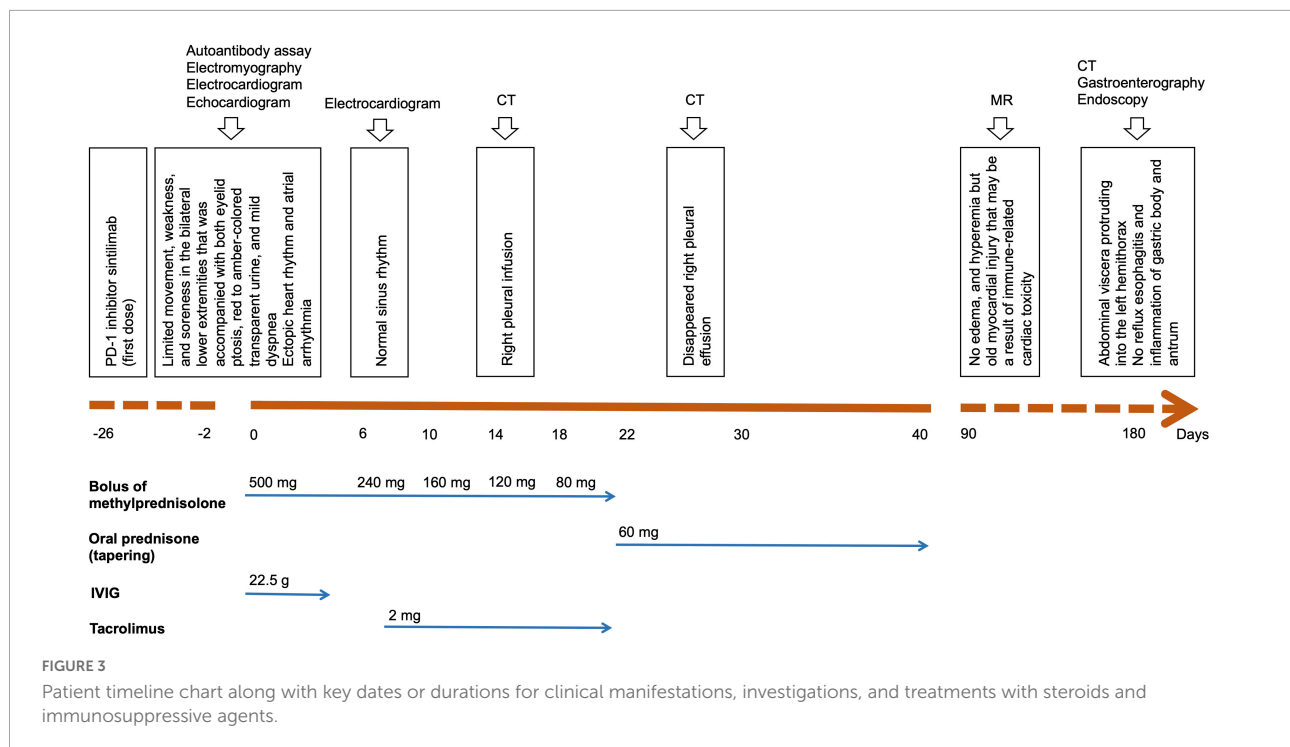 Autoantibody assay
Electromyography
Electrocardiogram
Echocardiogram
Electrocardiogram
CT
CT
MR
CT
Gastroenterography
Endoscopy
PD-1 inhibitor sintilimab
(first dose)
Limited movement, weakness,
and soreness in the bilateral
lower extremities that was
accompanied with both eyelid
ptosis, red to amber-colored
transparent urine, and mild
dyspnea
Ectopic heart rhythm and atrial
arrhythmia
Normal sinus rhythm
Right pleural infusion
Disappeared right pleural
effusion
No edema, and hyperemia but
old myocardial injury that may be
a result of immune-related
cardiac toxicity
Abdominal viscera protruding
into the left hemithorax
No reflux esophagitis and
inflammation of gastric body and
antrum
-26 -2 0 6 10 14 18 22 30 40 90 180 Days
Bolus of
methylprednisolone
500 mg 240 mg 160 mg 120 mg 80 mg
Oral prednisone
(tapering)
60 mg
IVIG
22.5 g
Tacrolimus
2 mg
FIGURE 3
Patient timeline chart along with key dates or durations for clinical manifestations, investigations, and treatments with steroids and
immunosuppressive agents.